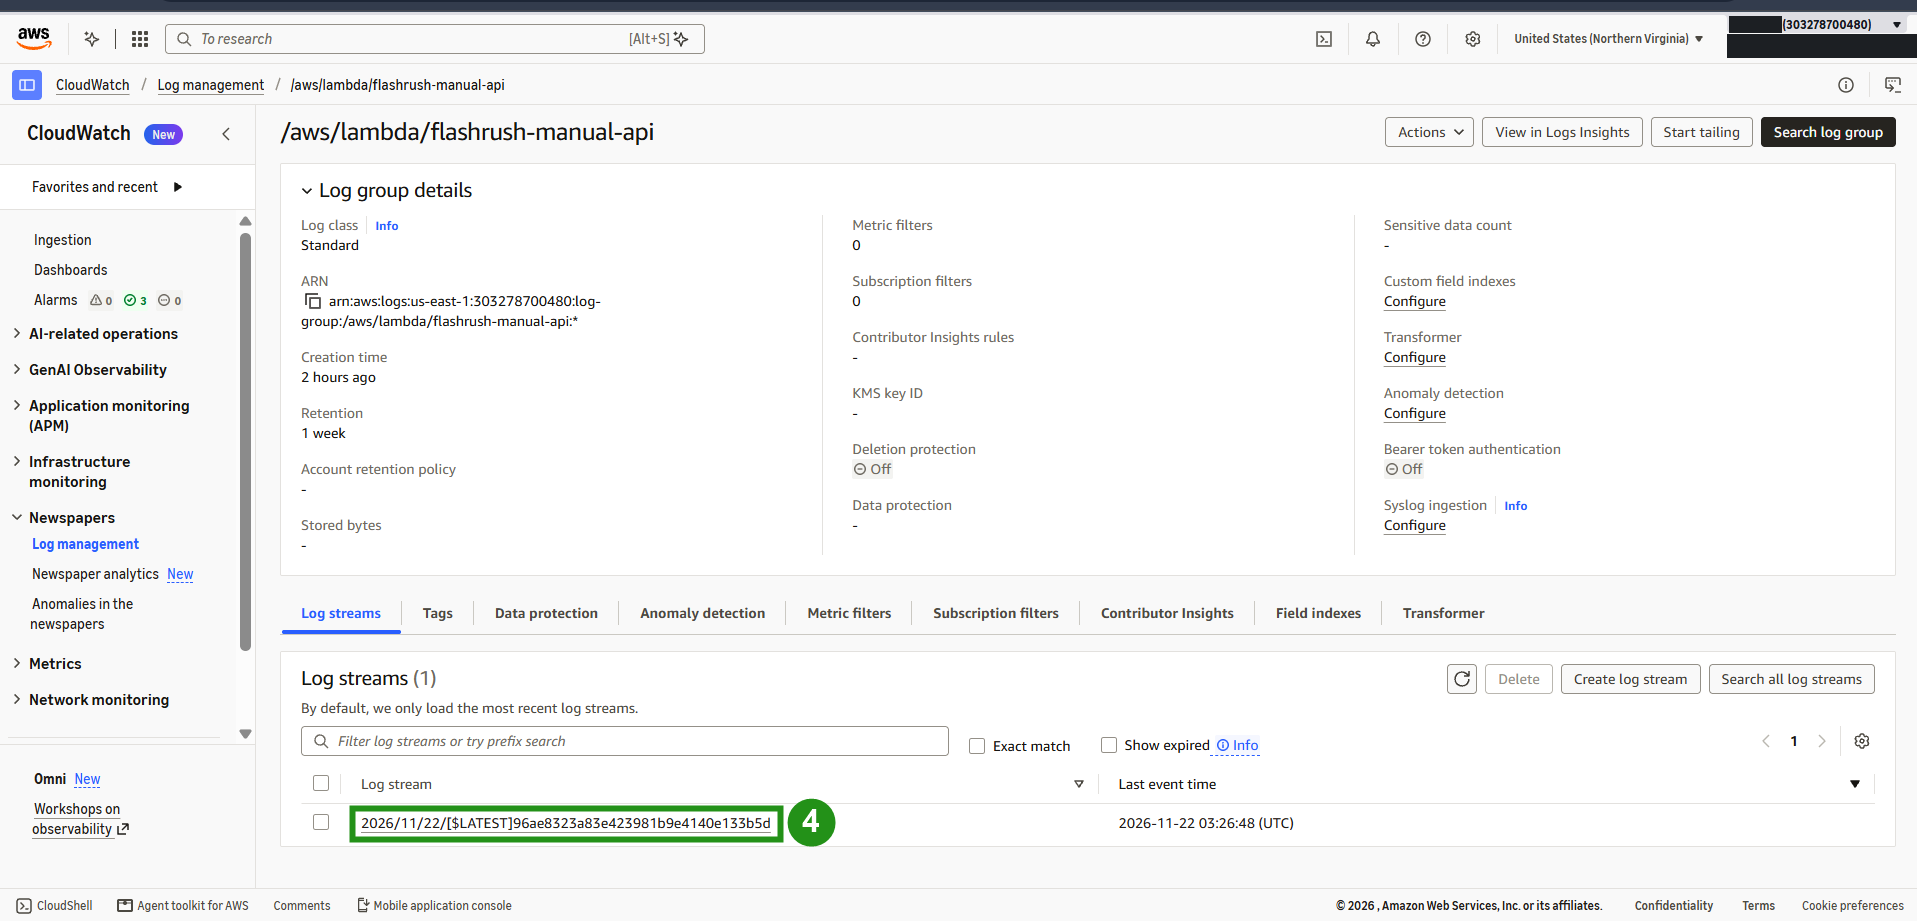 aws
To research
[Alt+S]
United States (Northern Virginia)
(303278700480)
CloudWatch / Log management / /aws/lambda/flashrush-manual-api
CloudWatch New
Favorites and recent
Ingestion
Dashboards
Alarms 0 3 0
AI-related operations
GenAI Observability
Application monitoring
(APM)
Infrastructure
monitoring
Newspapers
Log management
Newspaper analytics New
Anomalies in the
newspapers
Metrics
Network monitoring
Omni New
Workshops on
observability
/aws/lambda/flashrush-manual-api
Actions
View in Logs Insights
Start tailing
Search log group
Log group details
Log class Info
Standard
ARN
arn:aws:logs:us-east-1:303278700480:log-
group:/aws/lambda/flashrush-manual-api:*
Creation time
2 hours ago
Retention
1 week
Account retention policy
-
Stored bytes
-
Metric filters
0
Subscription filters
0
Contributor Insights rules
-
KMS key ID
-
Deletion protection
Off
Data protection
-
Sensitive data count
-
Custom field indexes
Configure
Transformer
Configure
Anomaly detection
Configure
Bearer token authentication
Off
Syslog ingestion Info
Configure
Log streams
Tags
Data protection
Anomaly detection
Metric filters
Subscription filters
Contributor Insights
Field indexes
Transformer
Log streams (1)
Delete
Create log stream
Search all log streams
By default, we only load the most recent log streams.
Filter log streams or try prefix search
Exact match
Show expired Info
1
Log stream
Last event time
2026/11/22/[$LATEST]96ae8323a83e423981b9e4140e133b5d
4
2026-11-22 03:26:48 (UTC)
CloudShell
Agent toolkit for AWS
Comments
Mobile application console
© 2026 , Amazon Web Services, Inc. or its affiliates.
Confidentiality
Terms
Cookie preferences